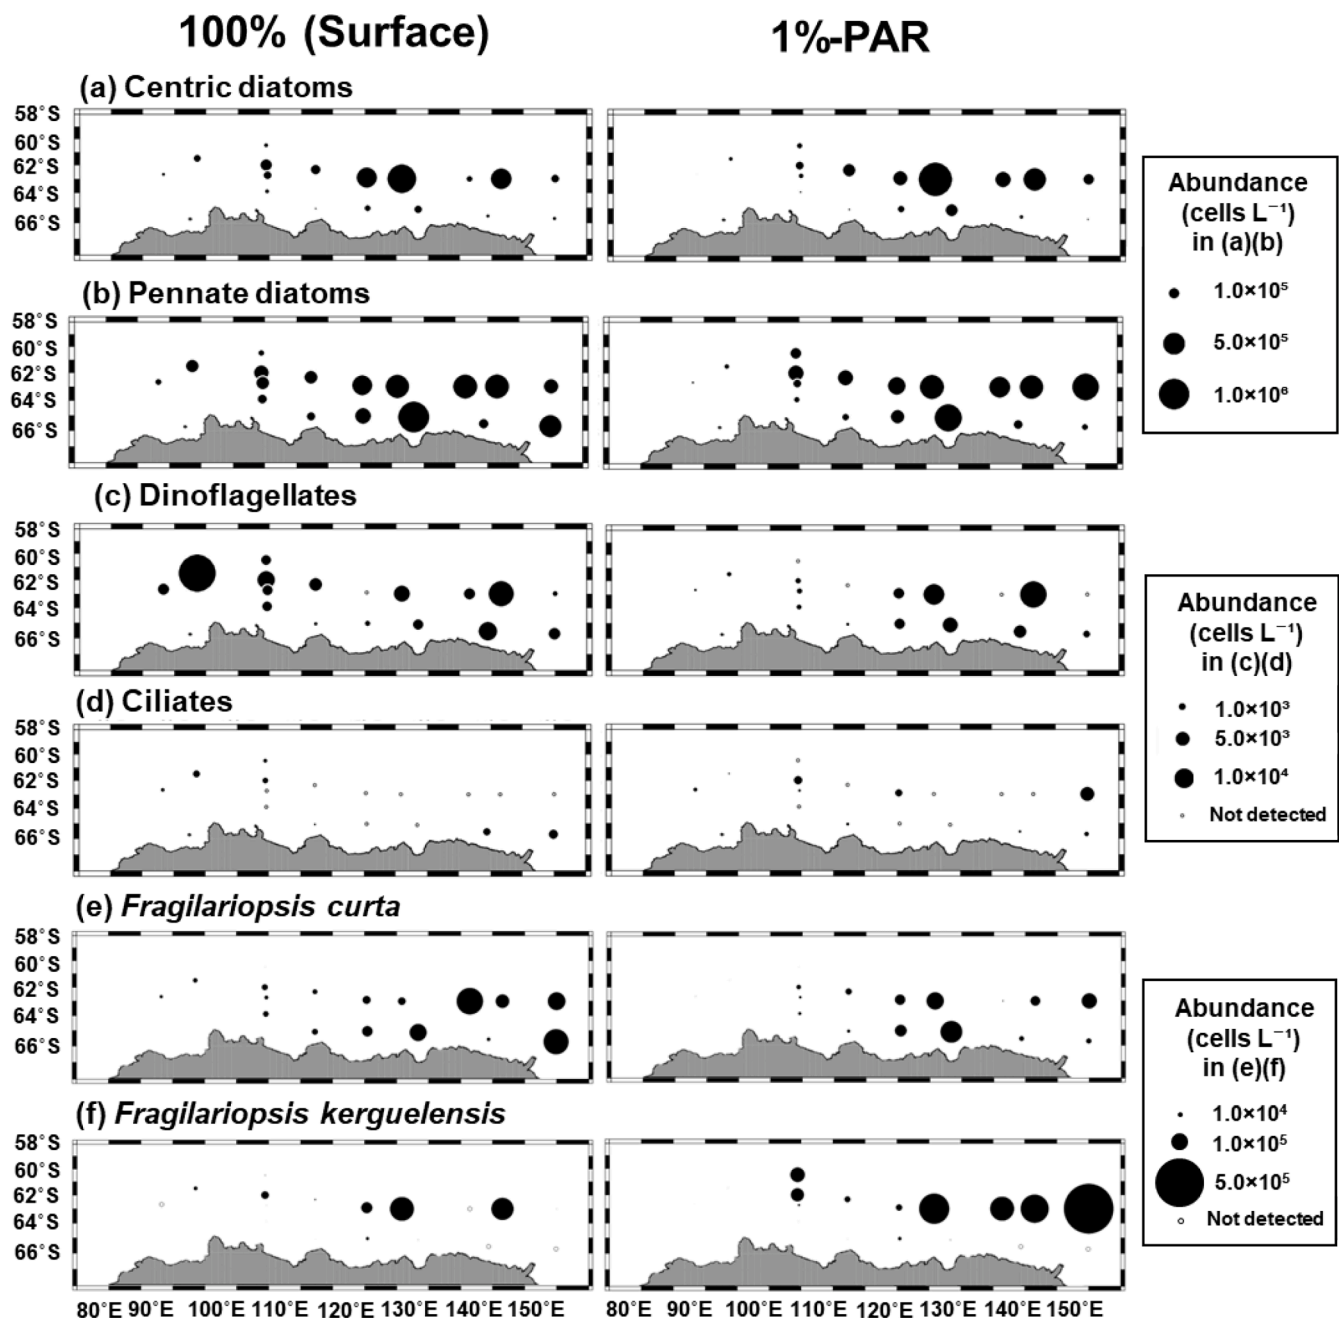 100% (Surface)
1%-PAR
(a) Centric diatoms
58°S
60°S
62°S
64°S
66°S
Abundance
(cells L⁻¹)
in (a)(b)
1.0×10⁵
5.0×10⁵
1.0×10⁶
(b) Pennate diatoms
58°S
60°S
62°S
64°S
66°S
(c) Dinoflagellates
58°S
60°S
62°S
64°S
66°S
Abundance
(cells L⁻¹)
in (c)(d)
1.0×10³
5.0×10³
1.0×10⁴
Not detected
(d) Ciliates
58°S
60°S
62°S
64°S
66°S
(e) Fragilariopsis curta
58°S
60°S
62°S
64°S
66°S
Abundance
(cells L⁻¹)
in (e)(f)
1.0×10⁴
1.0×10⁵
5.0×10⁵
Not detected
(f) Fragilariopsis kerguelensis
58°S
60°S
62°S
64°S
66°S
80°E 90°E 100°E 110°E 120°E 130°E 140°E 150°E
80°E 90°E 100°E 110°E 120°E 130°E 140°E 150°E